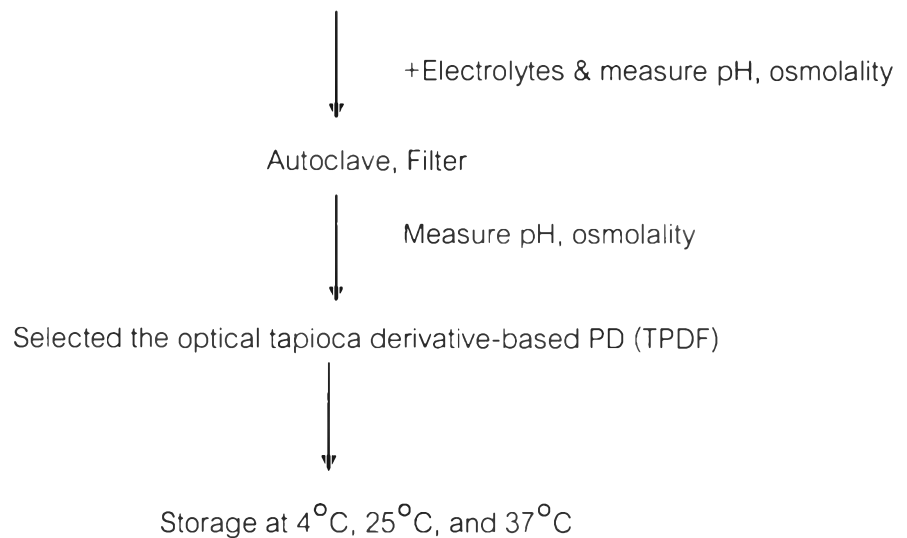 +Electrolytes & measure pH, osmolality
Autoclave, Filter
Measure pH, osmolality
Selected the optical tapioca derivative-based PD (TPDF)
Storage at 4°C, 25°C, and 37°C